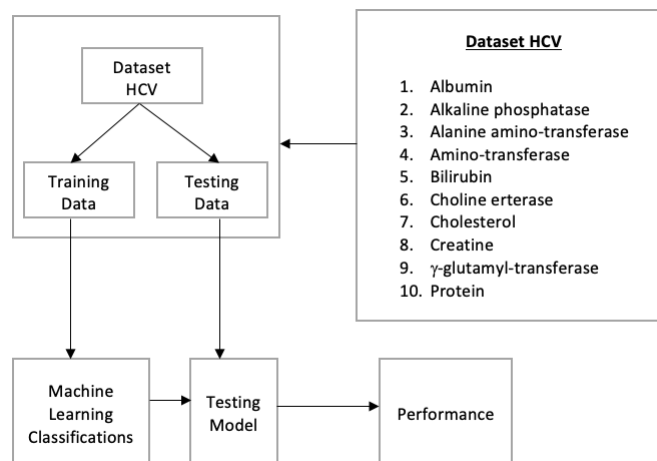 Dataset
HCV
Training
Data
Testing
Data
Dataset HCV
1. Albumin
2. Alkaline phosphatase
3. Alanine amino-transferase
4. Amino-transferase
5. Bilirubin
6. Choline erterase
7. Cholesterol
8. Creatine
9. γ-glutamyl-transferase
10. Protein
Machine
Learning
Classifications
Testing
Model
Performance